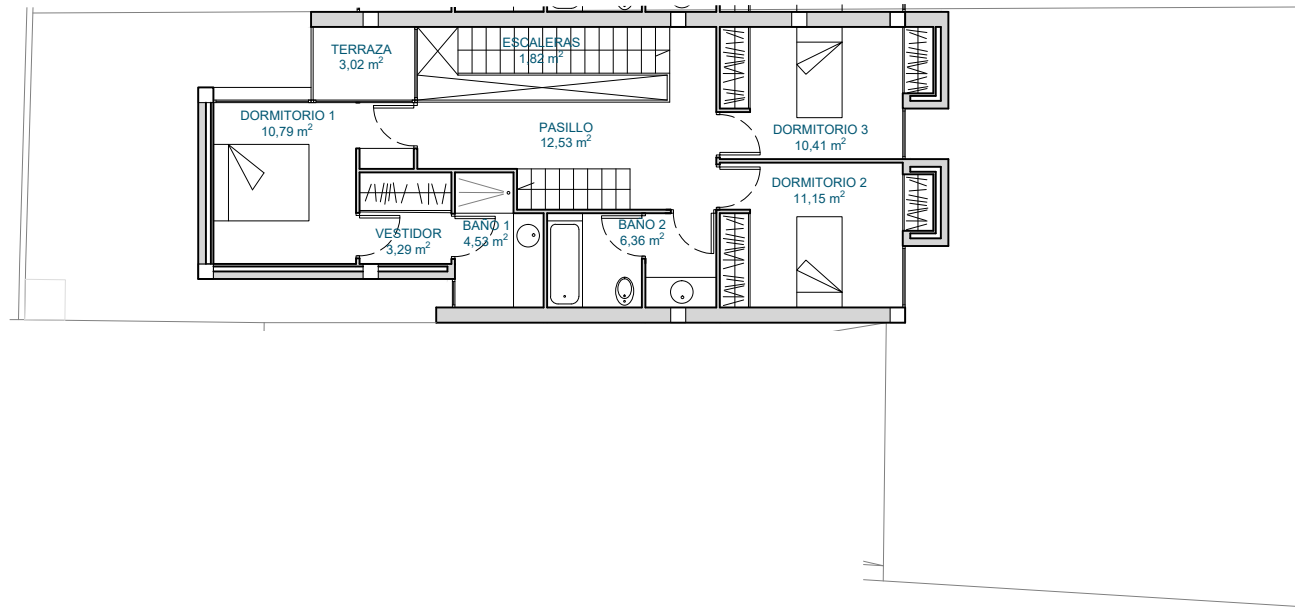 ESCALERAS
1,82 m²
TERRAZA
3,02 m²
DORMITORIO 1
10,79 m²
PASILLO
12,53 m²
DORMITORIO 3
10,41 m²
DORMITORIO 2
11,15 m²
VESTIDOR
3,29 m²
BAÑO 1
4,53 m²
BAÑO 2
6,36 m²